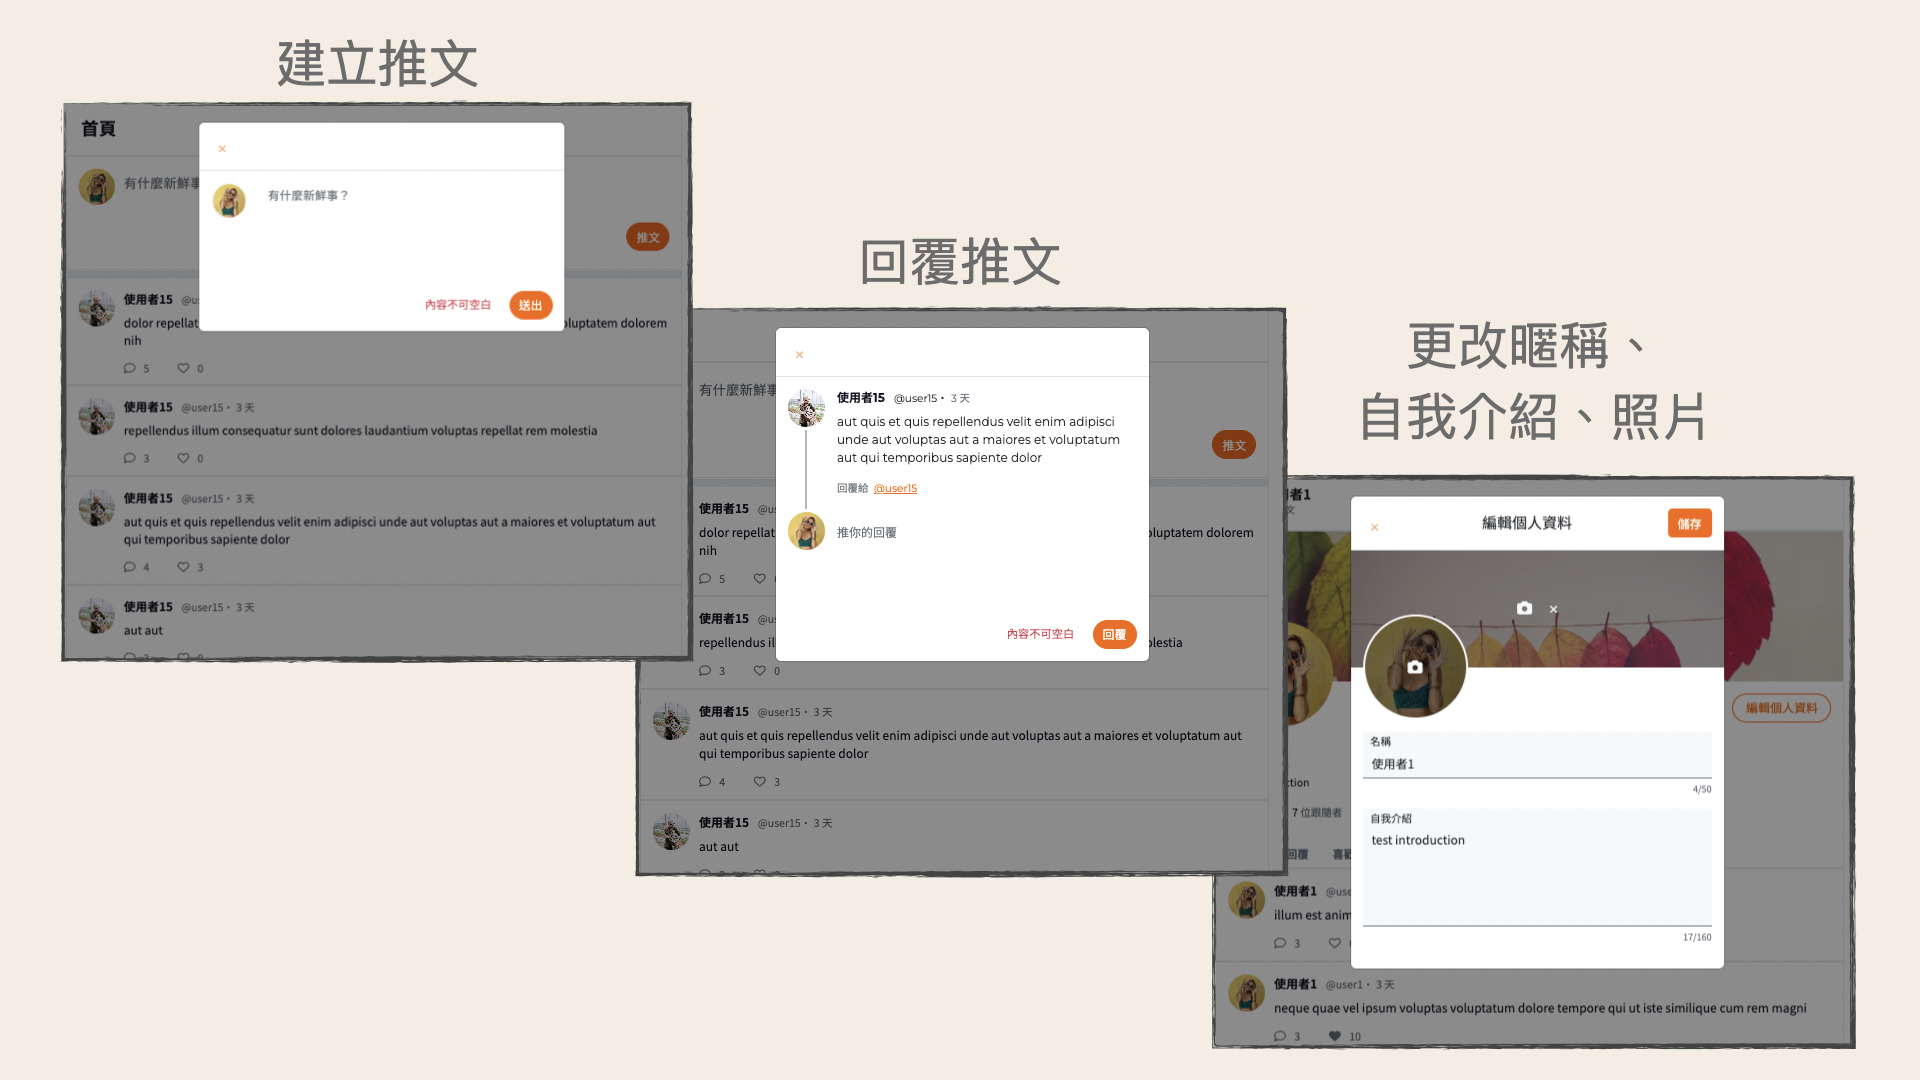 建立推文
首頁
×
有什麼新鮮事
有什麼新鮮事？
推文
內容不可空白
送出
使用者15 @us
dolor repellat
oluptatem dolorem
nih
5 0
使用者15 @user15・3 天
repellendus illum consequatur sunt dolores laudantium voluptas repellat rem molestia
3 0
使用者15 @user15・3 天
aut quis et quis repellendus velit enim adipisci unde aut voluptas aut a maiores et voluptatum aut
qui temporibus sapiente dolor
4 3
使用者15 @user15・3 天
aut aut
回覆推文
×
有什麼新鮮事
推文
使用者15 @user15・3 天
aut quis et quis repellendus velit enim adipisci
unde aut voluptas aut a maiores et voluptatum
aut qui temporibus sapiente dolor
回覆給 @user15
推你的回覆
內容不可空白
回覆
使用者15 @us
dolor repellat
oluptatem dolorem
nih
5
使用者15 @us
repellendus il
olestia
3 0
使用者15 @user15・3 天
aut quis et quis repellendus velit enim adipisci unde aut voluptas aut a maiores et voluptatum aut
qui temporibus sapiente dolor
4 3
使用者15 @user15・3 天
aut aut
更改暱稱、
自我介紹、照片
者1
文
×
編輯個人資料
儲存
×
編輯個人資料
名稱
使用者1
4/50
自我介紹
test introduction
17/160
ction
7 位跟隨者
回覆
使用者1 @use
illum est anim
3
使用者1 @user1・3 天
neque quae vel ipsum voluptas voluptatum dolore tempore qui ut iste similique cum rem magni
3 10